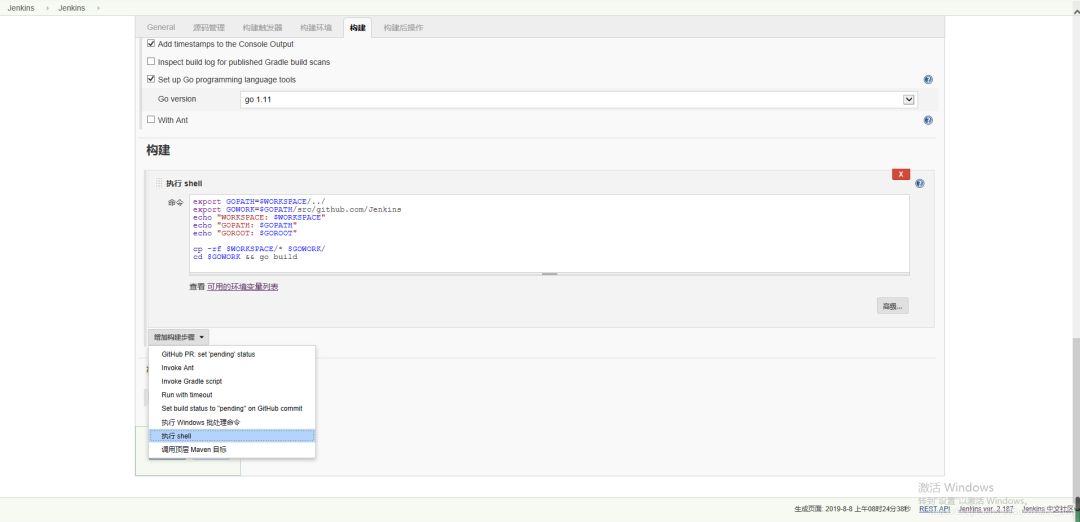 Jenkins › Jenkins ›
General 源码管理 构建触发器 构建环境 构建 构建后操作
Add timestamps to the Console Output
Inspect build log for published Gradle build scans
Set up Go programming language tools
Go version go 1.11
With Ant
构建
X
执行 shell
命令
export GOPATH=$WORKSPACE/../
export GOWORK=$GOPATH/src/github.com/Jenkins
echo "WORKSPACE: $WORKSPACE"
echo "GOPATH: $GOPATH"
echo "GOROOT: $GOROOT"
cp -rf $WORKSPACE/* $GOWORK/
cd $GOWORK && go build
查看 可用的环境变量列表
高级...
增加构建步骤
GitHub PR: set 'pending' status
Invoke Ant
Invoke Gradle script
Run with timeout
Set build status to "pending" on GitHub commit
执行 Windows 批处理命令
执行 shell
调用顶层 Maven 目标
激活 Windows
转到"设置"以激活 Windows。
生成页面: 2019-8-8 上午08时24分38秒 REST API Jenkins ver. 2.187 Jenkins 中文社区